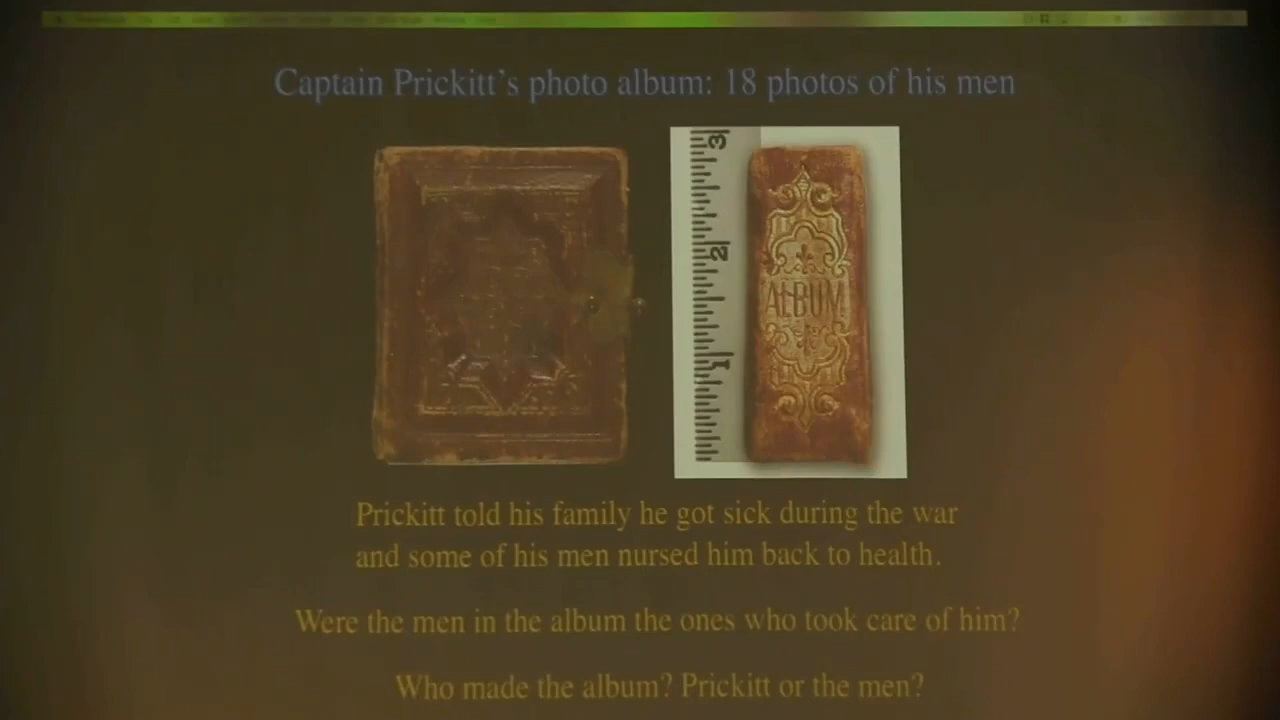 Captain Prickitt's photo album: 18 photos of his men
3
2
1
ALBUM
Prickitt told his family he got sick during the war
and some of his men nursed him back to health.
Were the men in the album the ones who took care of him?
Who made the album? Prickitt or the men?